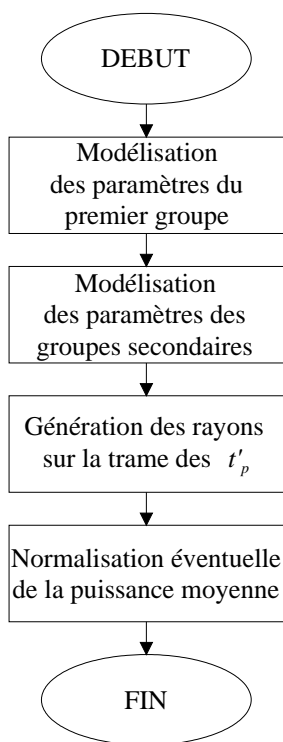 DEBUT
Modélisation
des paramètres du
premier groupe
Modélisation
des paramètres des
groupes secondaires
Génération des rayons
sur la trame des t'p
Normalisation éventuelle
de la puissance moyenne
FIN